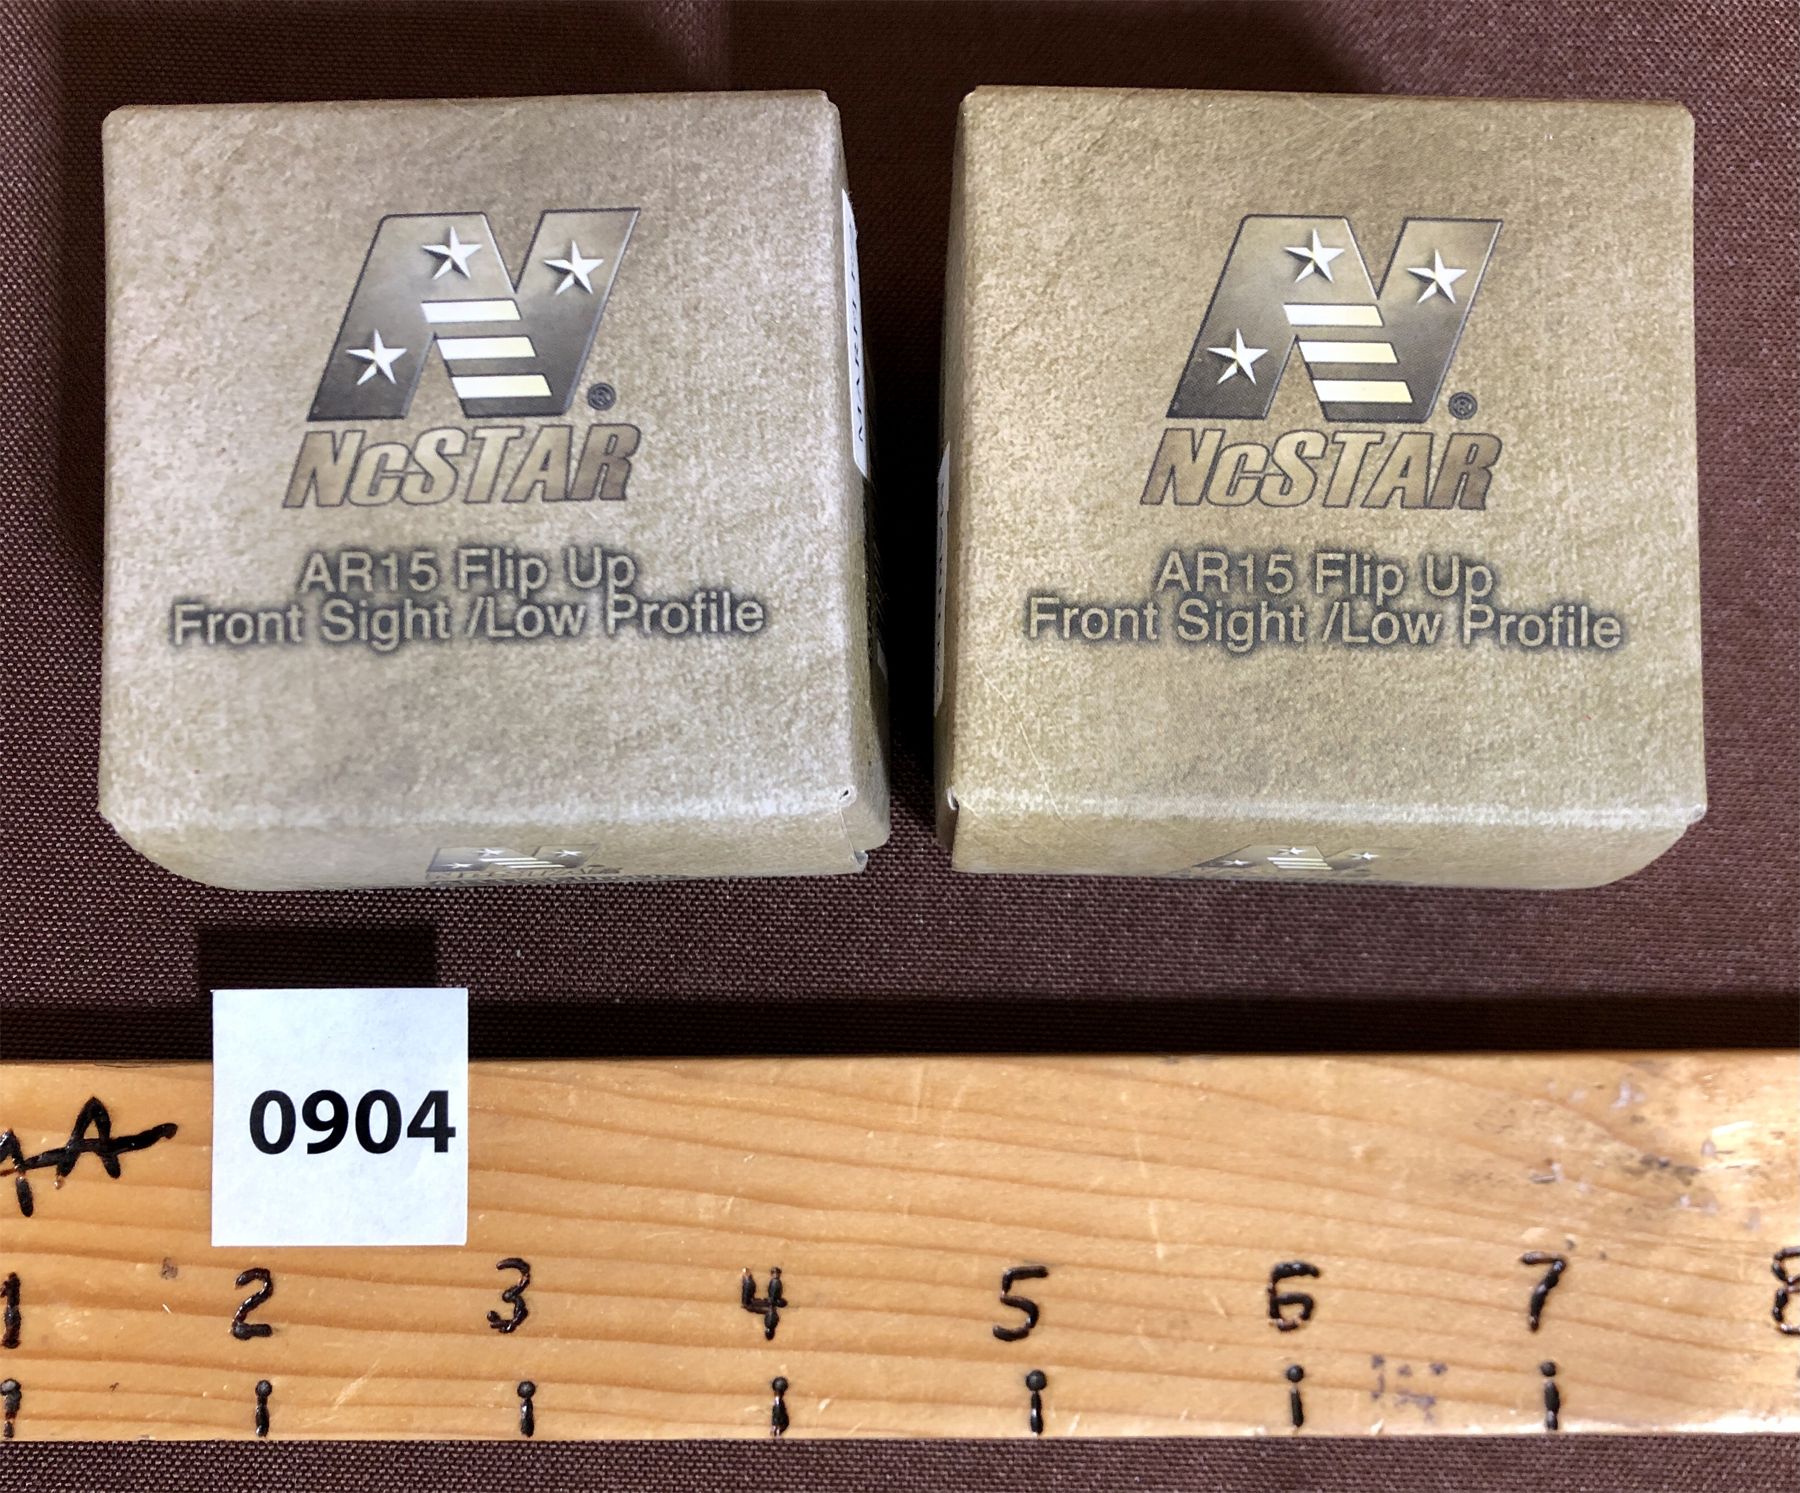 NcSTAR
AR15 Flip Up
Front Sight /Low Profile
NcSTAR
AR15 Flip Up
Front Sight /Low Profile
0904
1 2 3 4 5 6 7 8